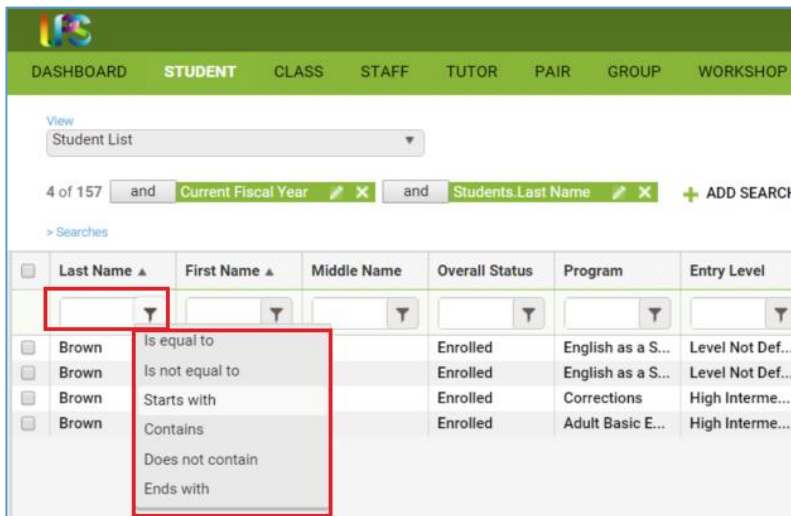 LPS
DASHBOARD STUDENT CLASS STAFF TUTOR PAIR GROUP WORKSHOP
View
Student List
4 of 157 and Current Fiscal Year and Students.Last Name ADD SEARCH
> Searches
Last Name First Name Middle Name Overall Status Program Entry Level
Is equal to
Brown Enrolled English as a S... Level Not Def...
Is not equal to
Brown Enrolled English as a S... Level Not Def...
Starts with
Brown Enrolled Corrections High Interme...
Contains
Brown Enrolled Adult Basic E... High Interme...
Does not contain
Ends with